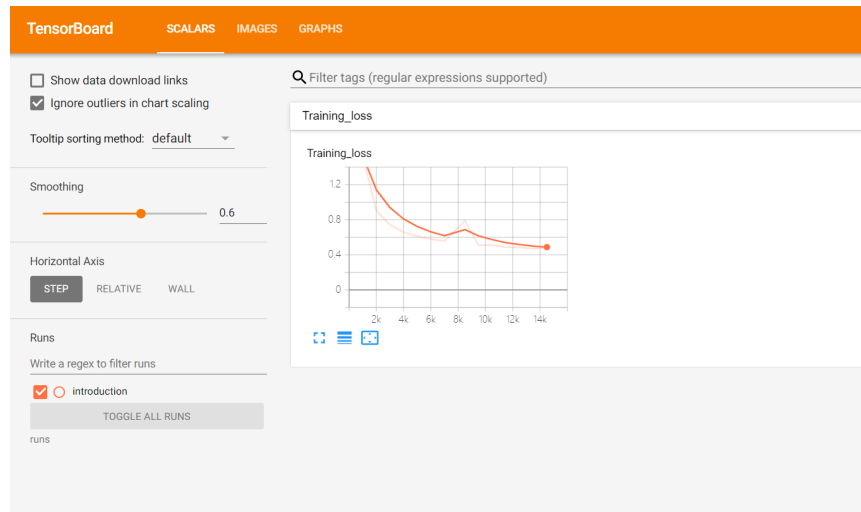 TensorBoard SCALARS IMAGES GRAPHS
Show data download links
Ignore outliers in chart scaling
Tooltip sorting method: default
Smoothing
0.6
Horizontal Axis
STEP RELATIVE WALL
Runs
Write a regex to filter runs
introduction
TOGGLE ALL RUNS
runs
Filter tags (regular expressions supported)
Training_loss
Training_loss
1.2
0.8
0.4
0
2k 4k 6k 8k 10k 12k 14k